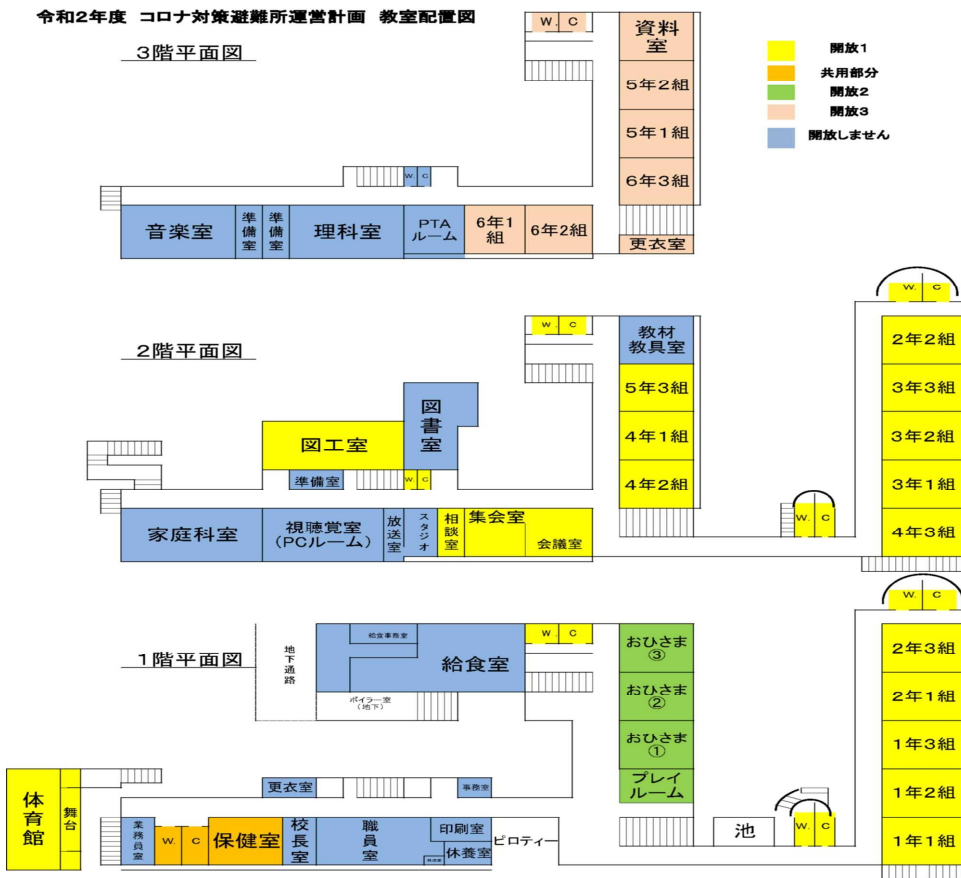 令和2年度 コロナ対策避難所運営計画 教室配置図
開放1
共用部分
開放2
開放3
開放しません
3階平面図
W. C
資料
室
5年2組
5年1組
6年3組
更衣室
W. C
音楽室
準備室
準備室
理科室
PTA
ルーム
6年1
組
6年2組
2階平面図
W. C
教材
教具室
5年3組
4年1組
4年2組
図書室
図工室
準備室
W. C
家庭科室
視聴覚室
(PCルーム)
放送室
スタジオ
相談室
集会室
会議室
W. C
2年2組
3年3組
3年2組
3年1組
4年3組
W. C
1階平面図
地下通路
給食事務室
給食室
ボイラー室
(地下)
W. C
おひさま
③
おひさま
②
おひさま
①
プレイ
ルーム
W. C
2年3組
2年1組
1年3組
1年2組
1年1組
池
W. C
体育館
舞台
更衣室
事務室
業務員室
W. C
保健室
校長室
職員室
印刷室
休養室
ピロティー